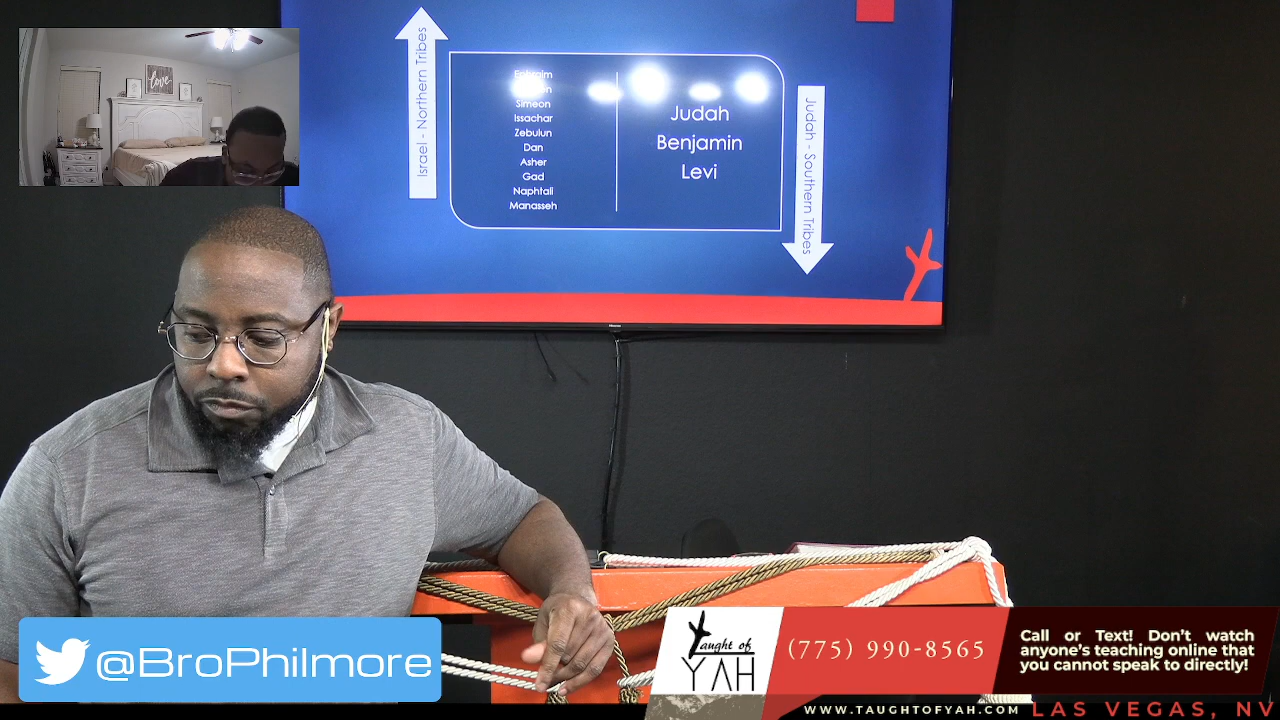 Israel - Northern Tribes
Ephraim
Simeon
Issachar
Zebulun
Dan
Asher
Gad
Naphtali
Manasseh
Judah
Benjamin
Levi
Judah - Southern Tribes
love
@BroPhilmore
Taught of
YAH
(775) 990-8565
Call or Text! Don't watch
anyone's teaching online that
you cannot speak to directly!
WWW.TAUGHTOFYAH.COM
LAS VEGAS, NV